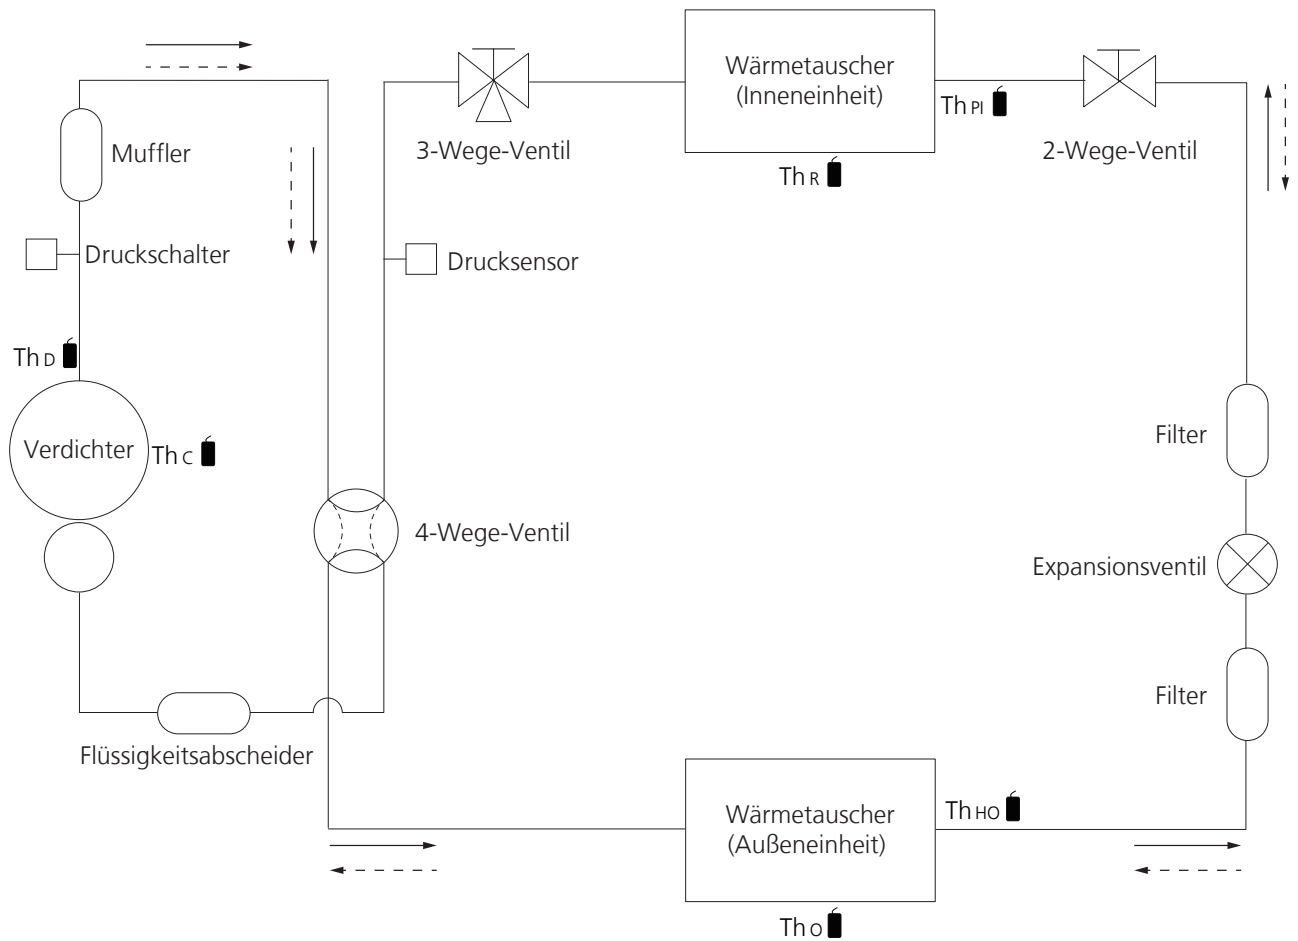 Wärmetauscher
(Inneneinheit)
Th PI
Muffler
3-Wege-Ventil
2-Wege-Ventil
Th R
Druckschalter
Drucksensor
Th D
Verdichter
Th C
Filter
4-Wege-Ventil
Expansionsventil
Filter
Flüssigkeitsabscheider
Wärmetauscher
(Außeneinheit)
Th HO
Th O